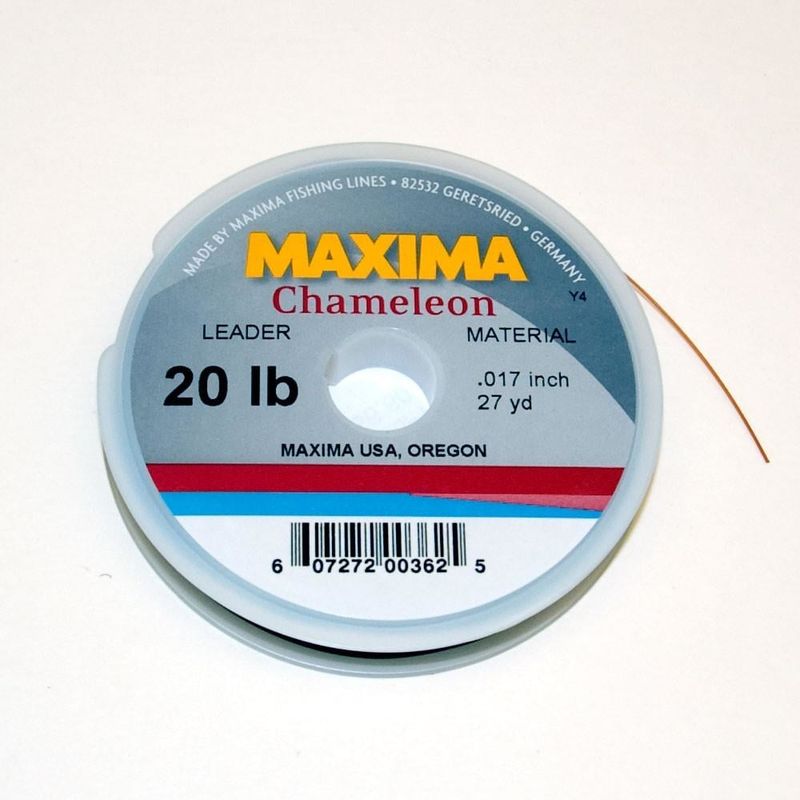 MADE BY MAXIMA FISHING LINES • 82532 GERETSRIED • GERMANY
MAXIMA
Chameleon
Y4
LEADER MATERIAL
20 lb
.017 inch
27 yd
MAXIMA USA, OREGON
6 07272 00362 5